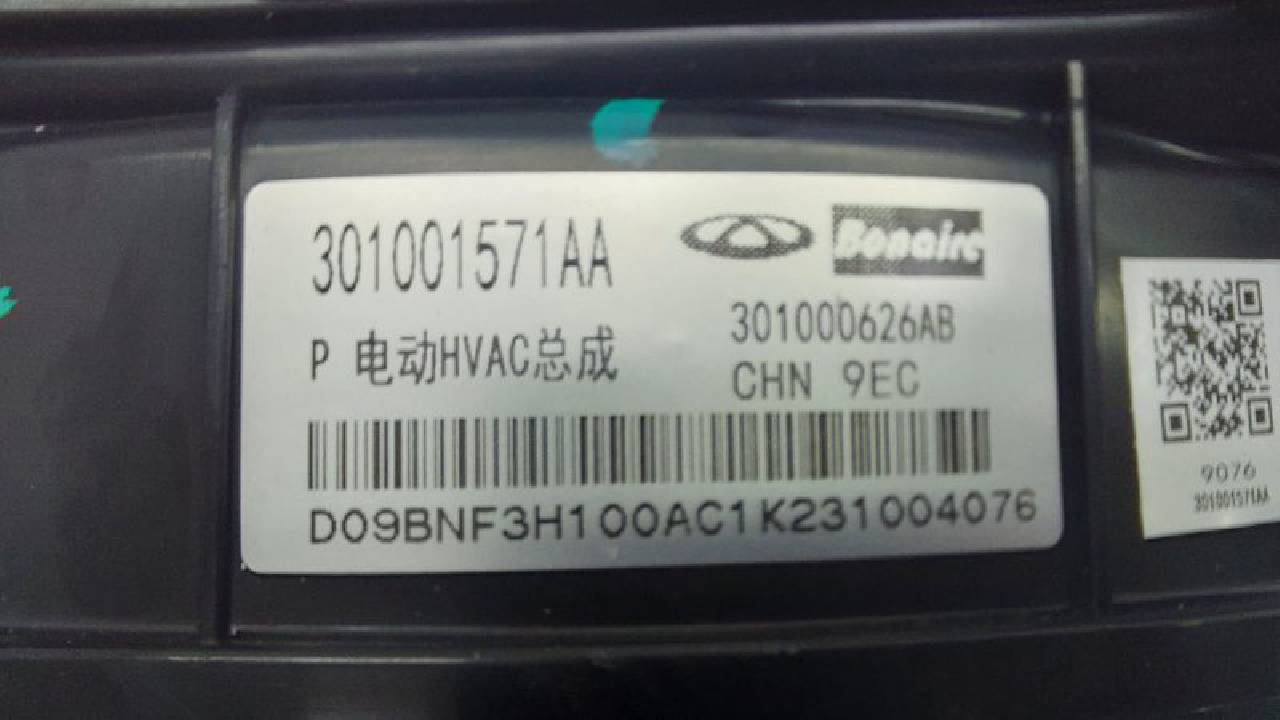 301001571AA
Bonaire
P 电动HVAC总成
301000626AB
CHN 9EC
D09BNF3H100AC1K231004076
9076
301001571AA